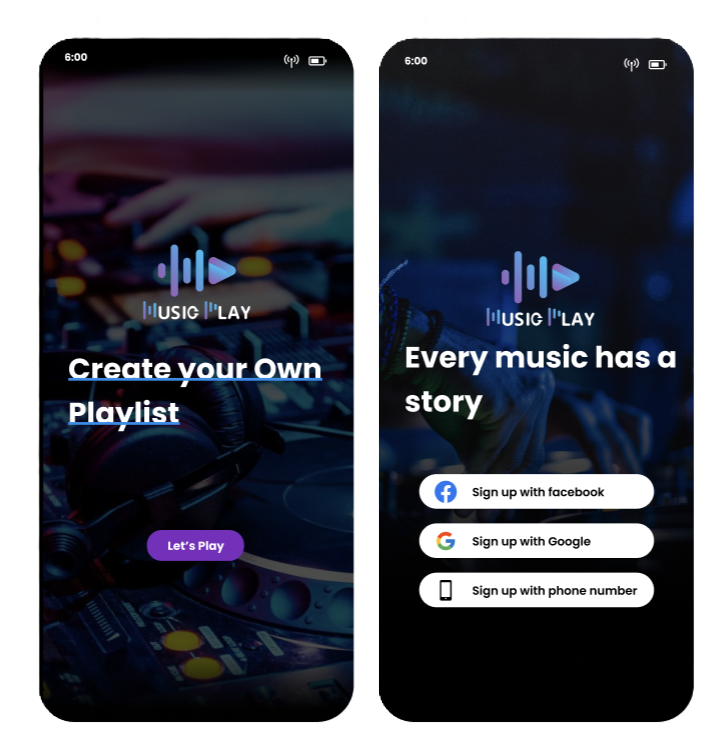 6:00
MUSIC PLAY
Create your Own
Playlist
Let's Play
6:00
MUSIC PLAY
Every music has a
story
Sign up with facebook
Sign up with Google
Sign up with phone number